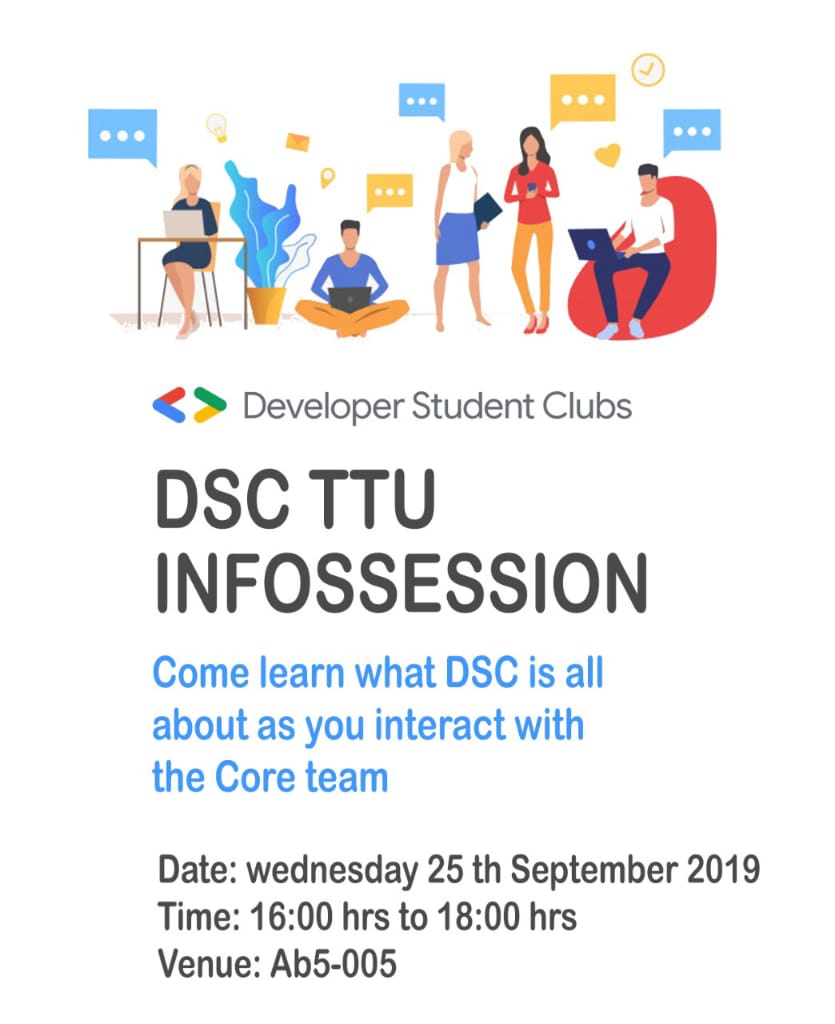 Developer Student Clubs
DSC TTU
INFOSSESSION
Come learn what DSC is all
about as you interact with
the Core team
Date: wednesday 25 th September 2019
Time: 16:00 hrs to 18:00 hrs
Venue: Ab5-005